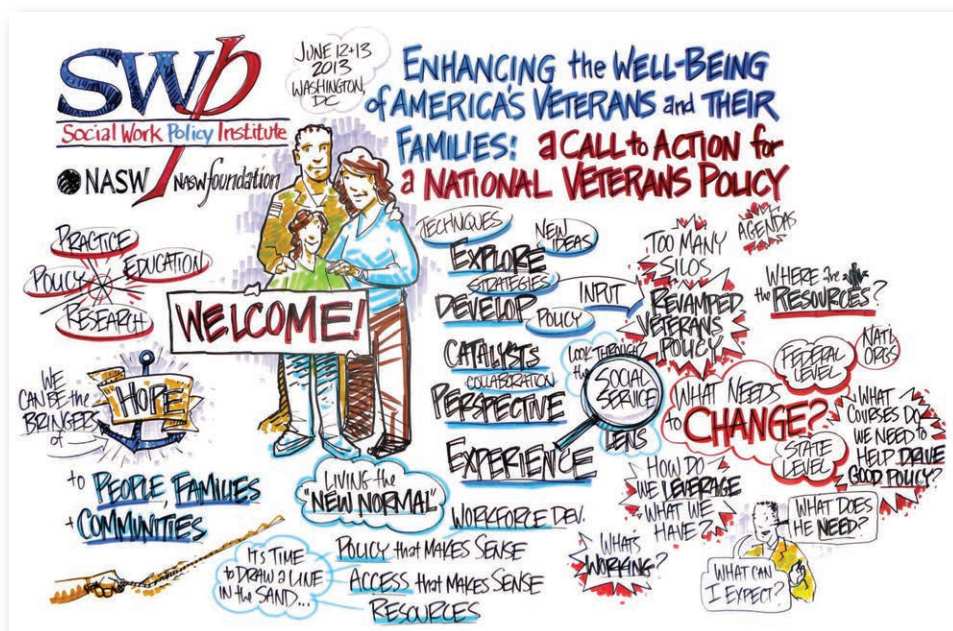 SWp
Social Work Policy Institute
NASW
NASW foundation
JUNE 12+13
2013
WASHINGTON,
DC
ENHANCING the WELL-BEING
of AMERICA'S VETERANS and THEIR
FAMILIES: a CALL to ACTION for
a NATIONAL VETERANS POLICY
PRACTICE
POLICY
EDUCATION
RESEARCH
WELCOME!
WE
CAN BE the
BRINGERS
of
HOPE
to PEOPLE, FAMILIES
+ COMMUNITIES
IT'S TIME
to DRAW a LINE
IN the SAND...
LIVING the
"NEW NORMAL"
WORKFORCE DEV.
POLICY that MAKES SENSE
ACCESS that MAKES SENSE
RESOURCES
TECHNIQUES
NEW
IDEAS
EXPLORE
STRATEGIES
DEVELOP
INPUT
POLICY
CATALYSTS
COLLABORATION
PERSPECTIVE
EXPERIENCE
LOOK THROUGH
the
SOCIAL
SERVICE
LENS
TOO MANY
SILOS
AGENDAS
REVAMPED
VETERANS
POLICY
WHERE are
the RESOURCES?
WHAT NEEDS
to CHANGE?
FEDERAL
LEVEL
NAT'L
ORGS
STATE
LEVEL
WHAT
COURSES DO
WE NEED to
HELP DRIVE
GOOD POLICY?
HOW DO
WE LEVERAGE
WHAT WE
HAVE?
WHAT'S
WORKING?
WHAT DOES
HE NEED?
WHAT CAN
I EXPECT?